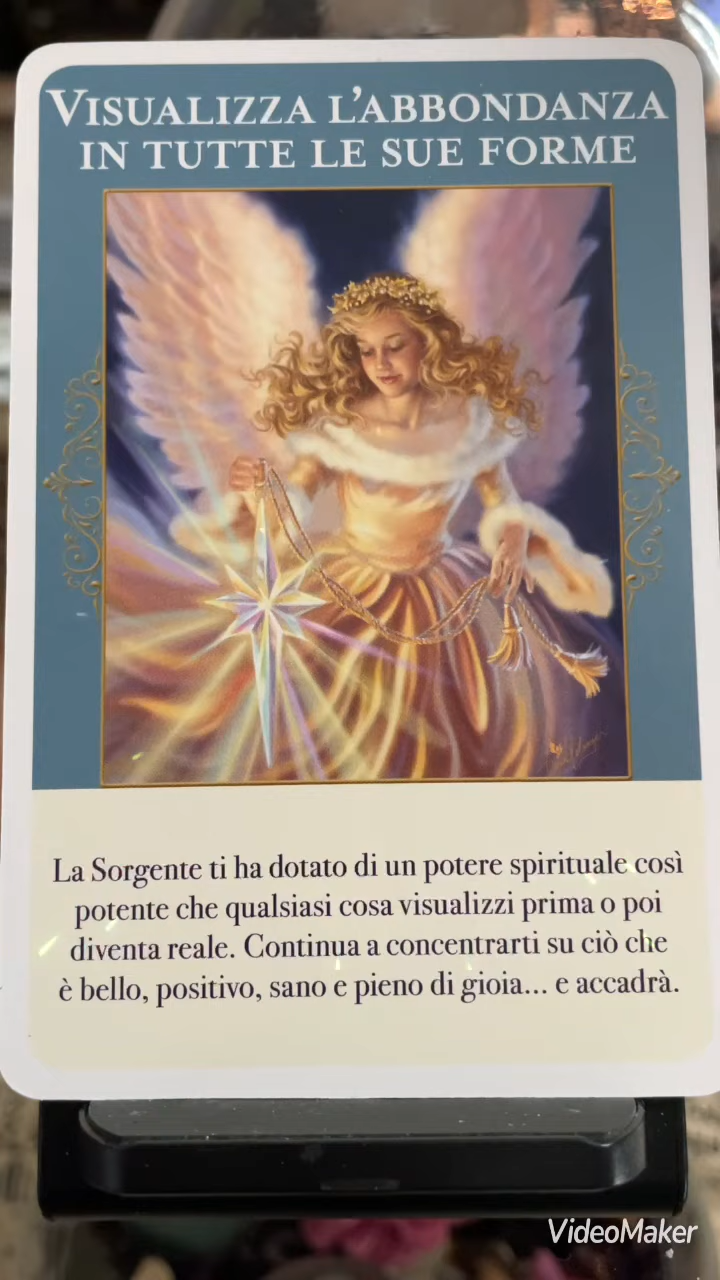 VISUALIZZA L'ABBONDANZA
IN TUTTE LE SUE FORME
La Sorgente ti ha dotato di un potere spirituale così
potente che qualsiasi cosa visualizzi prima o poi
diventa reale. Continua a concentrarti su ciò che
è bello, positivo, sano e pieno di gioia... e accadrà.
VideoMaker